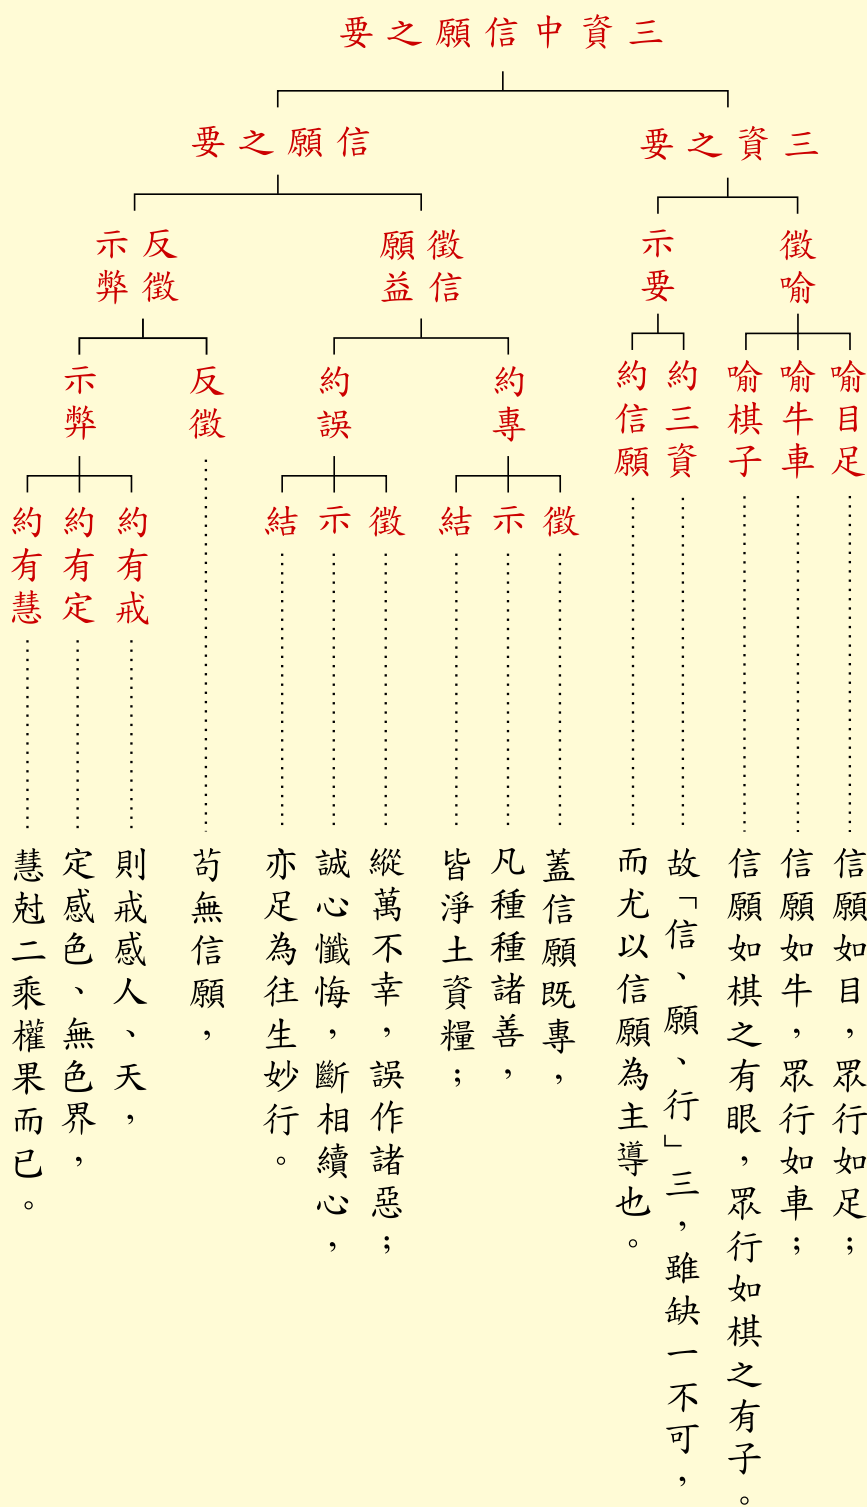 三資中信願之要
三資之要
信願之要
徵喻
示要
徵信
願益
反徵
示弊
喻目足
喻牛車
喻棋子
約三資
約信願
約專
約誤
反徵
示弊
徵
示
結
徵
示
結
約有戒
約有定
約有慧
信願如目，眾行如足；
信願如牛，眾行如車；
信願如棋之有眼，眾行如棋之有子。
故「信、願、行」三，雖缺一不可，
而尤以信願為主導也。
蓋信願既專，
凡種種諸善，
皆淨土資糧；
縱萬不幸，誤作諸惡；
誠心懺悔，斷相續心，
亦足為往生妙行。
苟無信願，
則戒感人、天，
定感色、無色界，
慧尅二乘權果而已。